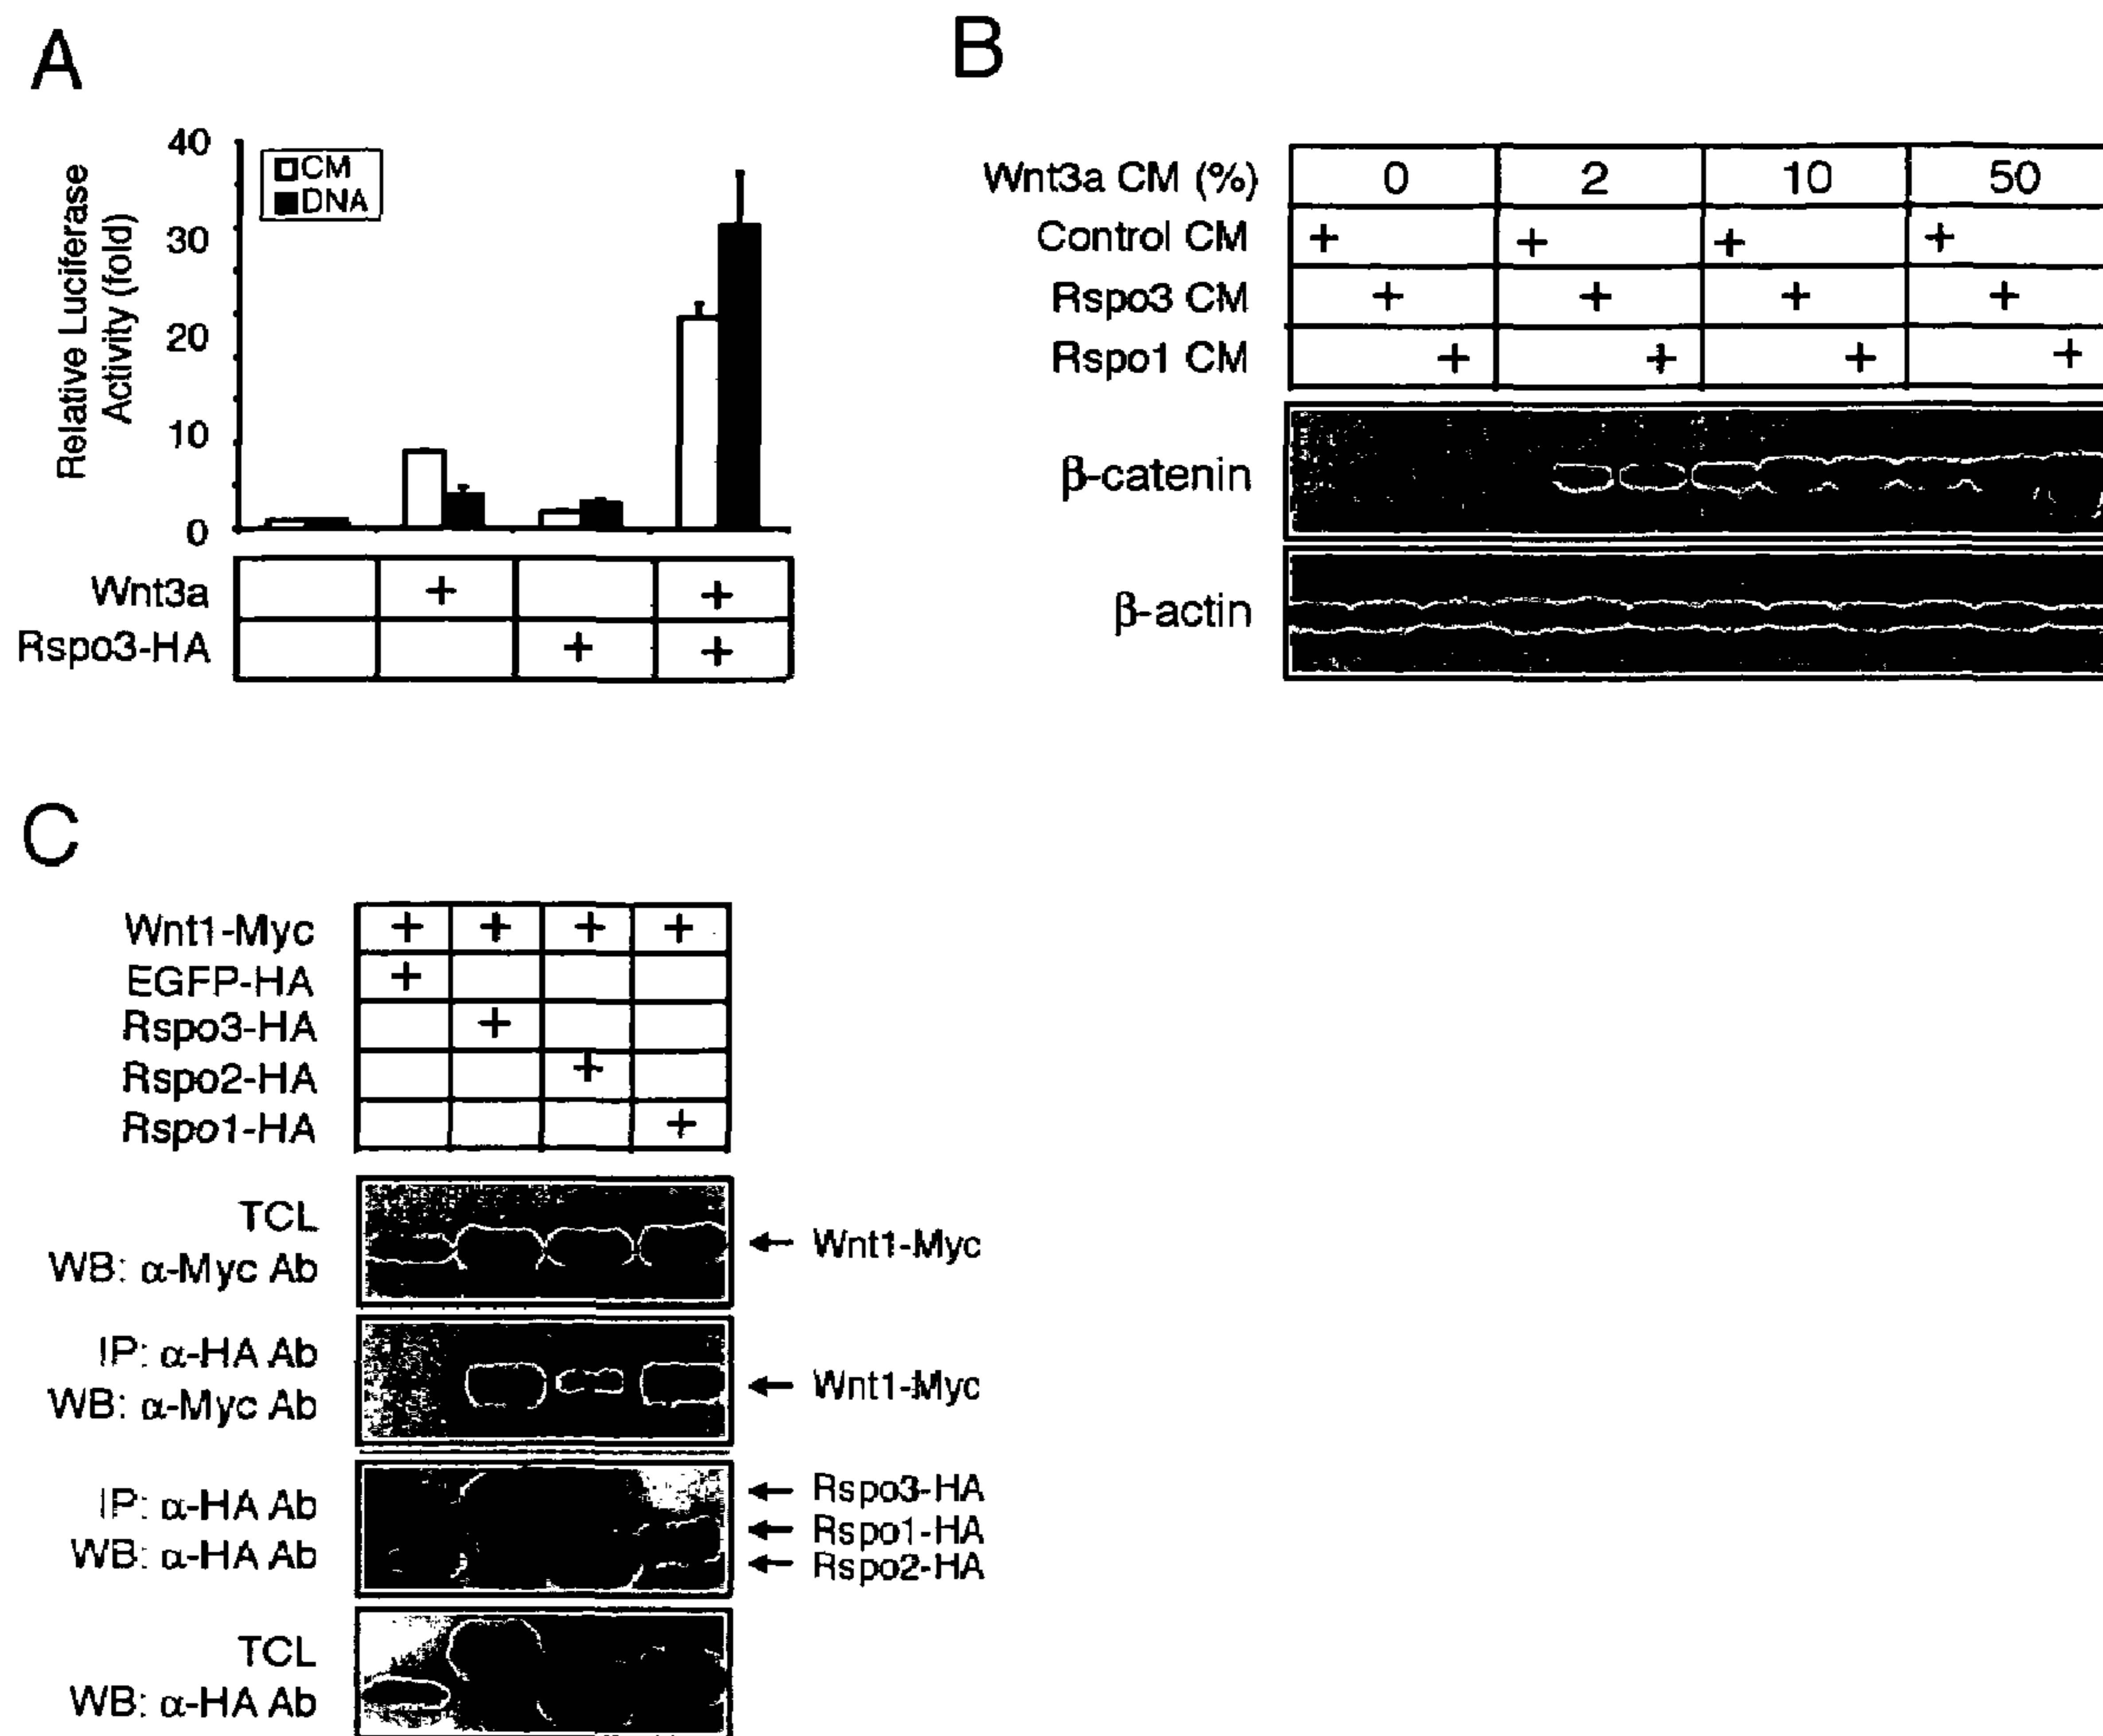 A
Relative Luciferase
Activity (fold)
40
30
20
10
0
CM
DNA
Wnt3a + +
Rspo3-HA + +
B
Wnt3a CM (%) 0 2 10 50
Control CM + + + +
Rspo3 CM + + + +
Rspo1 CM + + + +
β-catenin
β-actin
C
Wnt1-Myc + + + +
EGFP-HA +
Rspo3-HA +
Rspo2-HA +
Rspo1-HA +
TCL
WB: α-Myc Ab
← Wnt1-Myc
IP: α-HA Ab
WB: α-Myc Ab
← Wnt1-Myc
IP: α-HA Ab
WB: α-HA Ab
← Rspo3-HA
← Rspo1-HA
← Rspo2-HA
TCL
WB: α-HA Ab